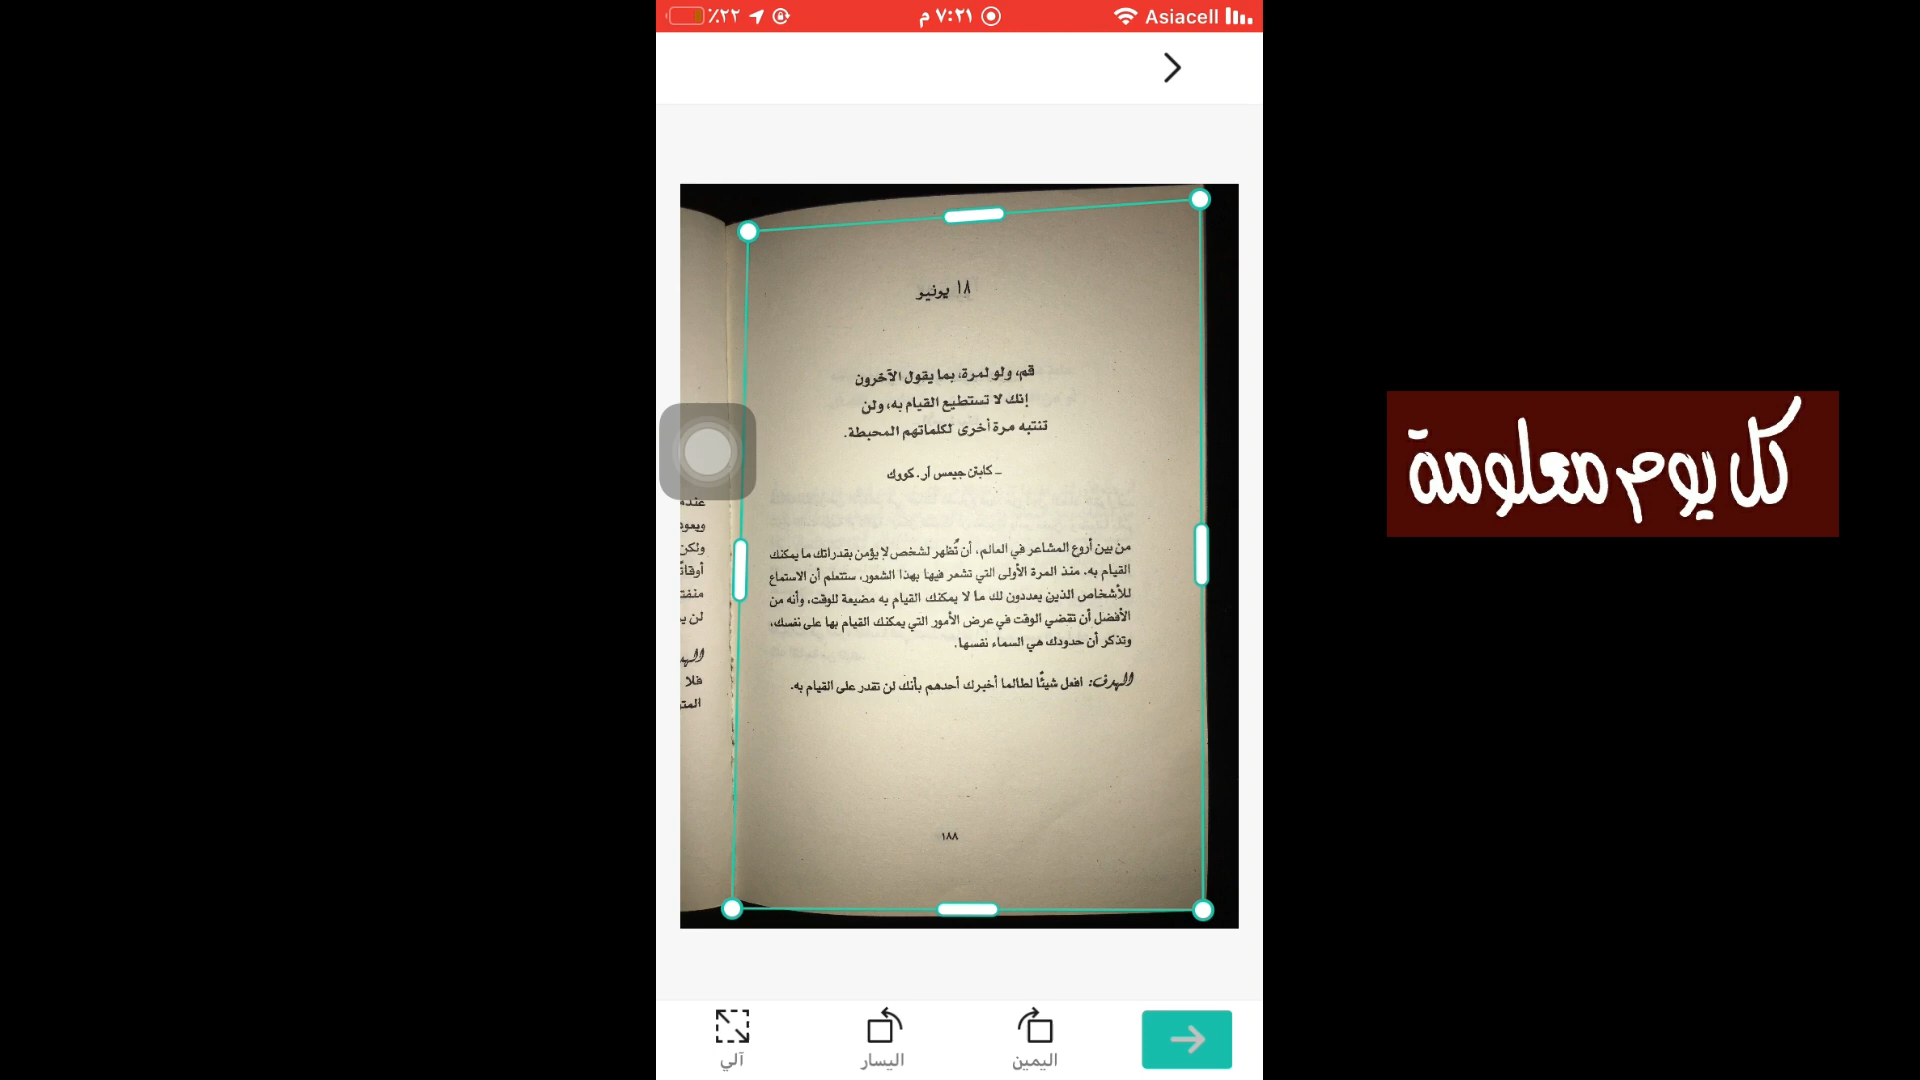 ٪٢٢
٧:٢١ م
Asiacell
١٨ يونيو
قم، ولو لمرة، بما يقول الآخرون
إنك لا تستطيع القيام به، ولن
تنتبه مرة أخرى لكلماتهم المحبطة.
ـ كابتن جيمس أر. كووك
من بين أروع المشاعر في العالم، أن تُظهر لشخص لا يؤمن بقدراتك ما يمكنك
القيام به. منذ المرة الأولى التي تشعر فيها بهذا الشعور، ستتعلم أن الاستماع
للأشخاص الذين يعددون لك ما لا يمكنك القيام به مضيعة للوقت، وأنه من
الأفضل أن تقضي الوقت في عرض الأمور التي يمكنك القيام بها على نفسك،
وتذكر أن حدودك هي السماء نفسها.
الهدف: افعل شيئًا لطالما أخبرك أحدهم بأنك لن تقدر على القيام به.
١٨٨
ويعود
ولكن
فلا
كل يوم معلومة
آلي
اليسار
اليمين